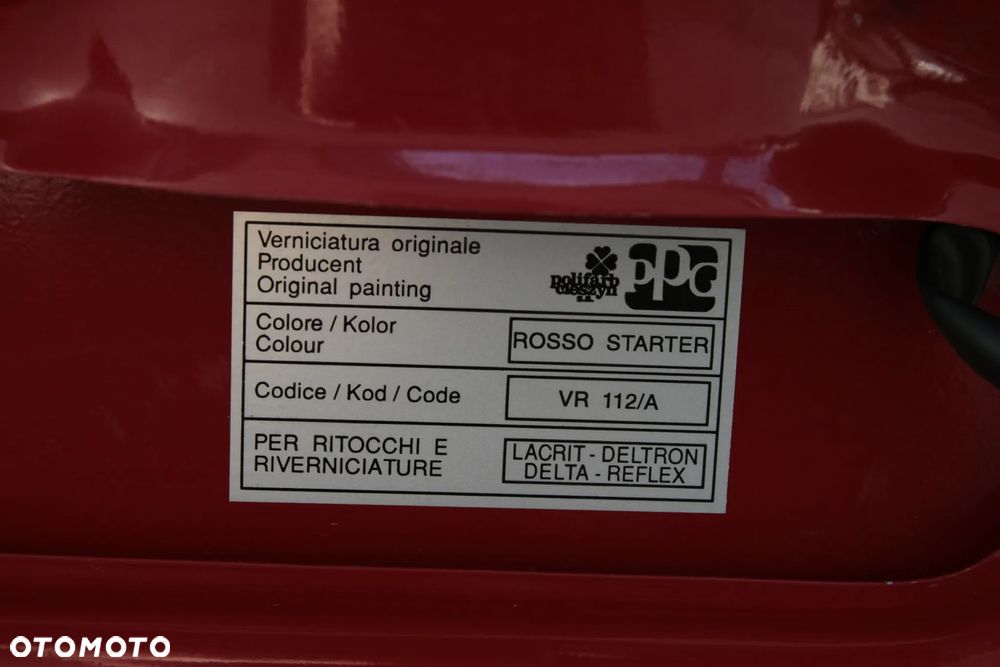 Verniciatura originale
Producent
Original painting
polifarb
cieszyn
s.a.
PPG
Colore / Kolor
Colour
ROSSO STARTER
Codice / Kod / Code
VR 112/A
PER RITOCCHI E
RIVERNICIATURE
LACRIT - DELTRON
DELTA - REFLEX
OTOMOTO